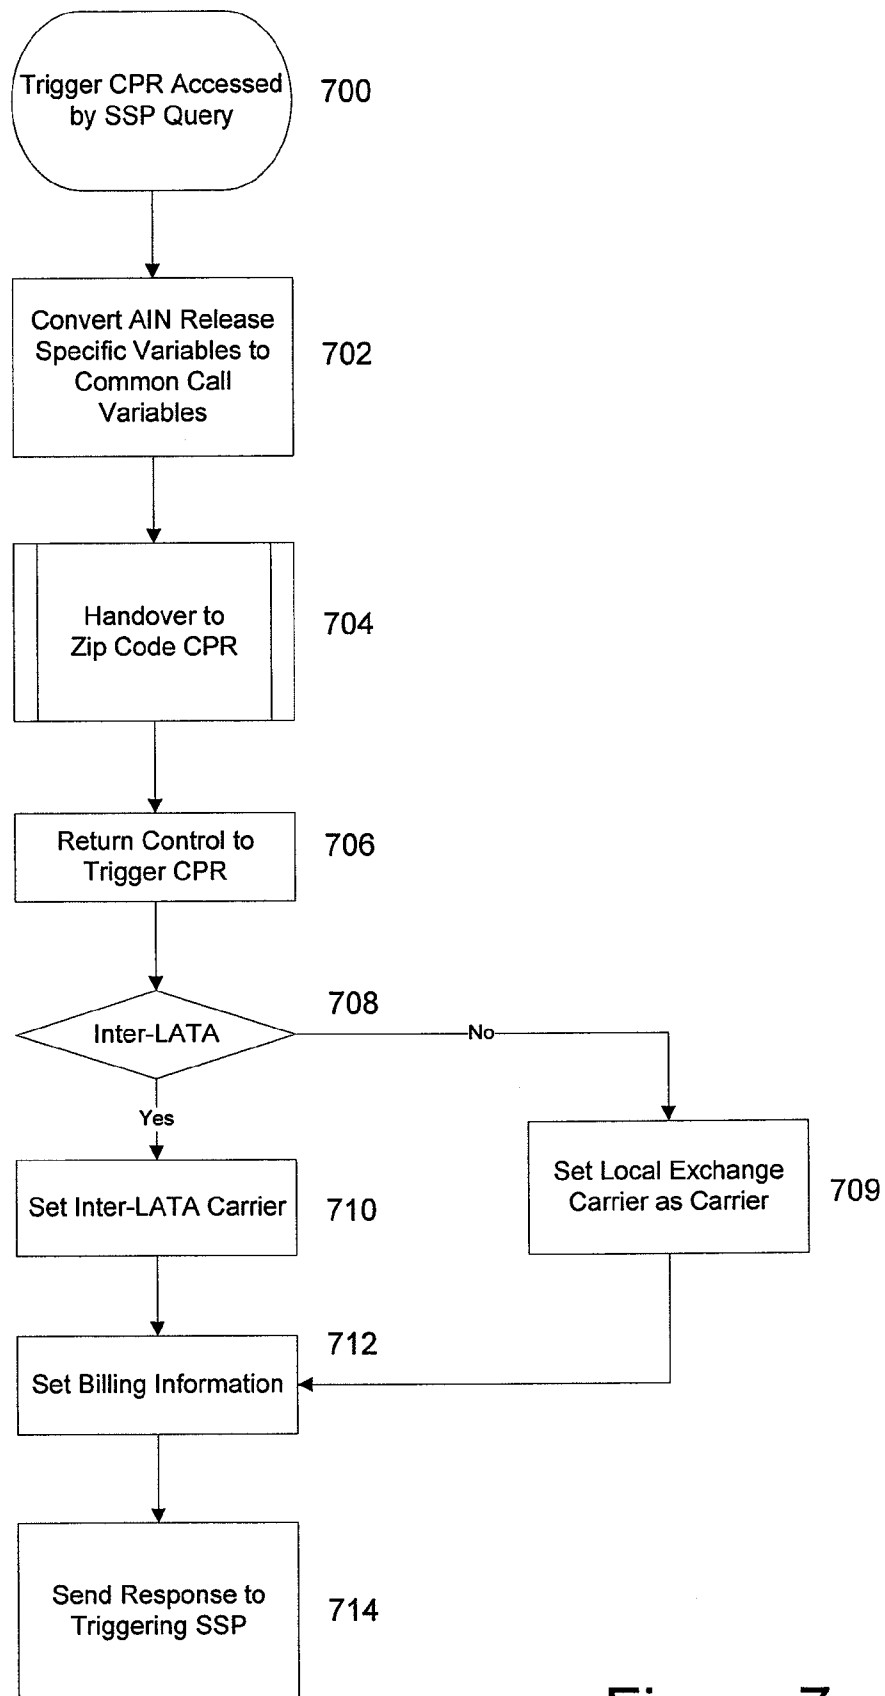 Trigger CPR Accessed
by SSP Query
700
Convert AIN Release
Specific Variables to
Common Call
Variables
702
Handover to
Zip Code CPR
704
Return Control to
Trigger CPR
706
708
Inter-LATA
No
Yes
Set Local Exchange
Carrier as Carrier
709
Set Inter-LATA Carrier
710
712
Set Billing Information
Send Response to
Triggering SSP
714
Figure 7